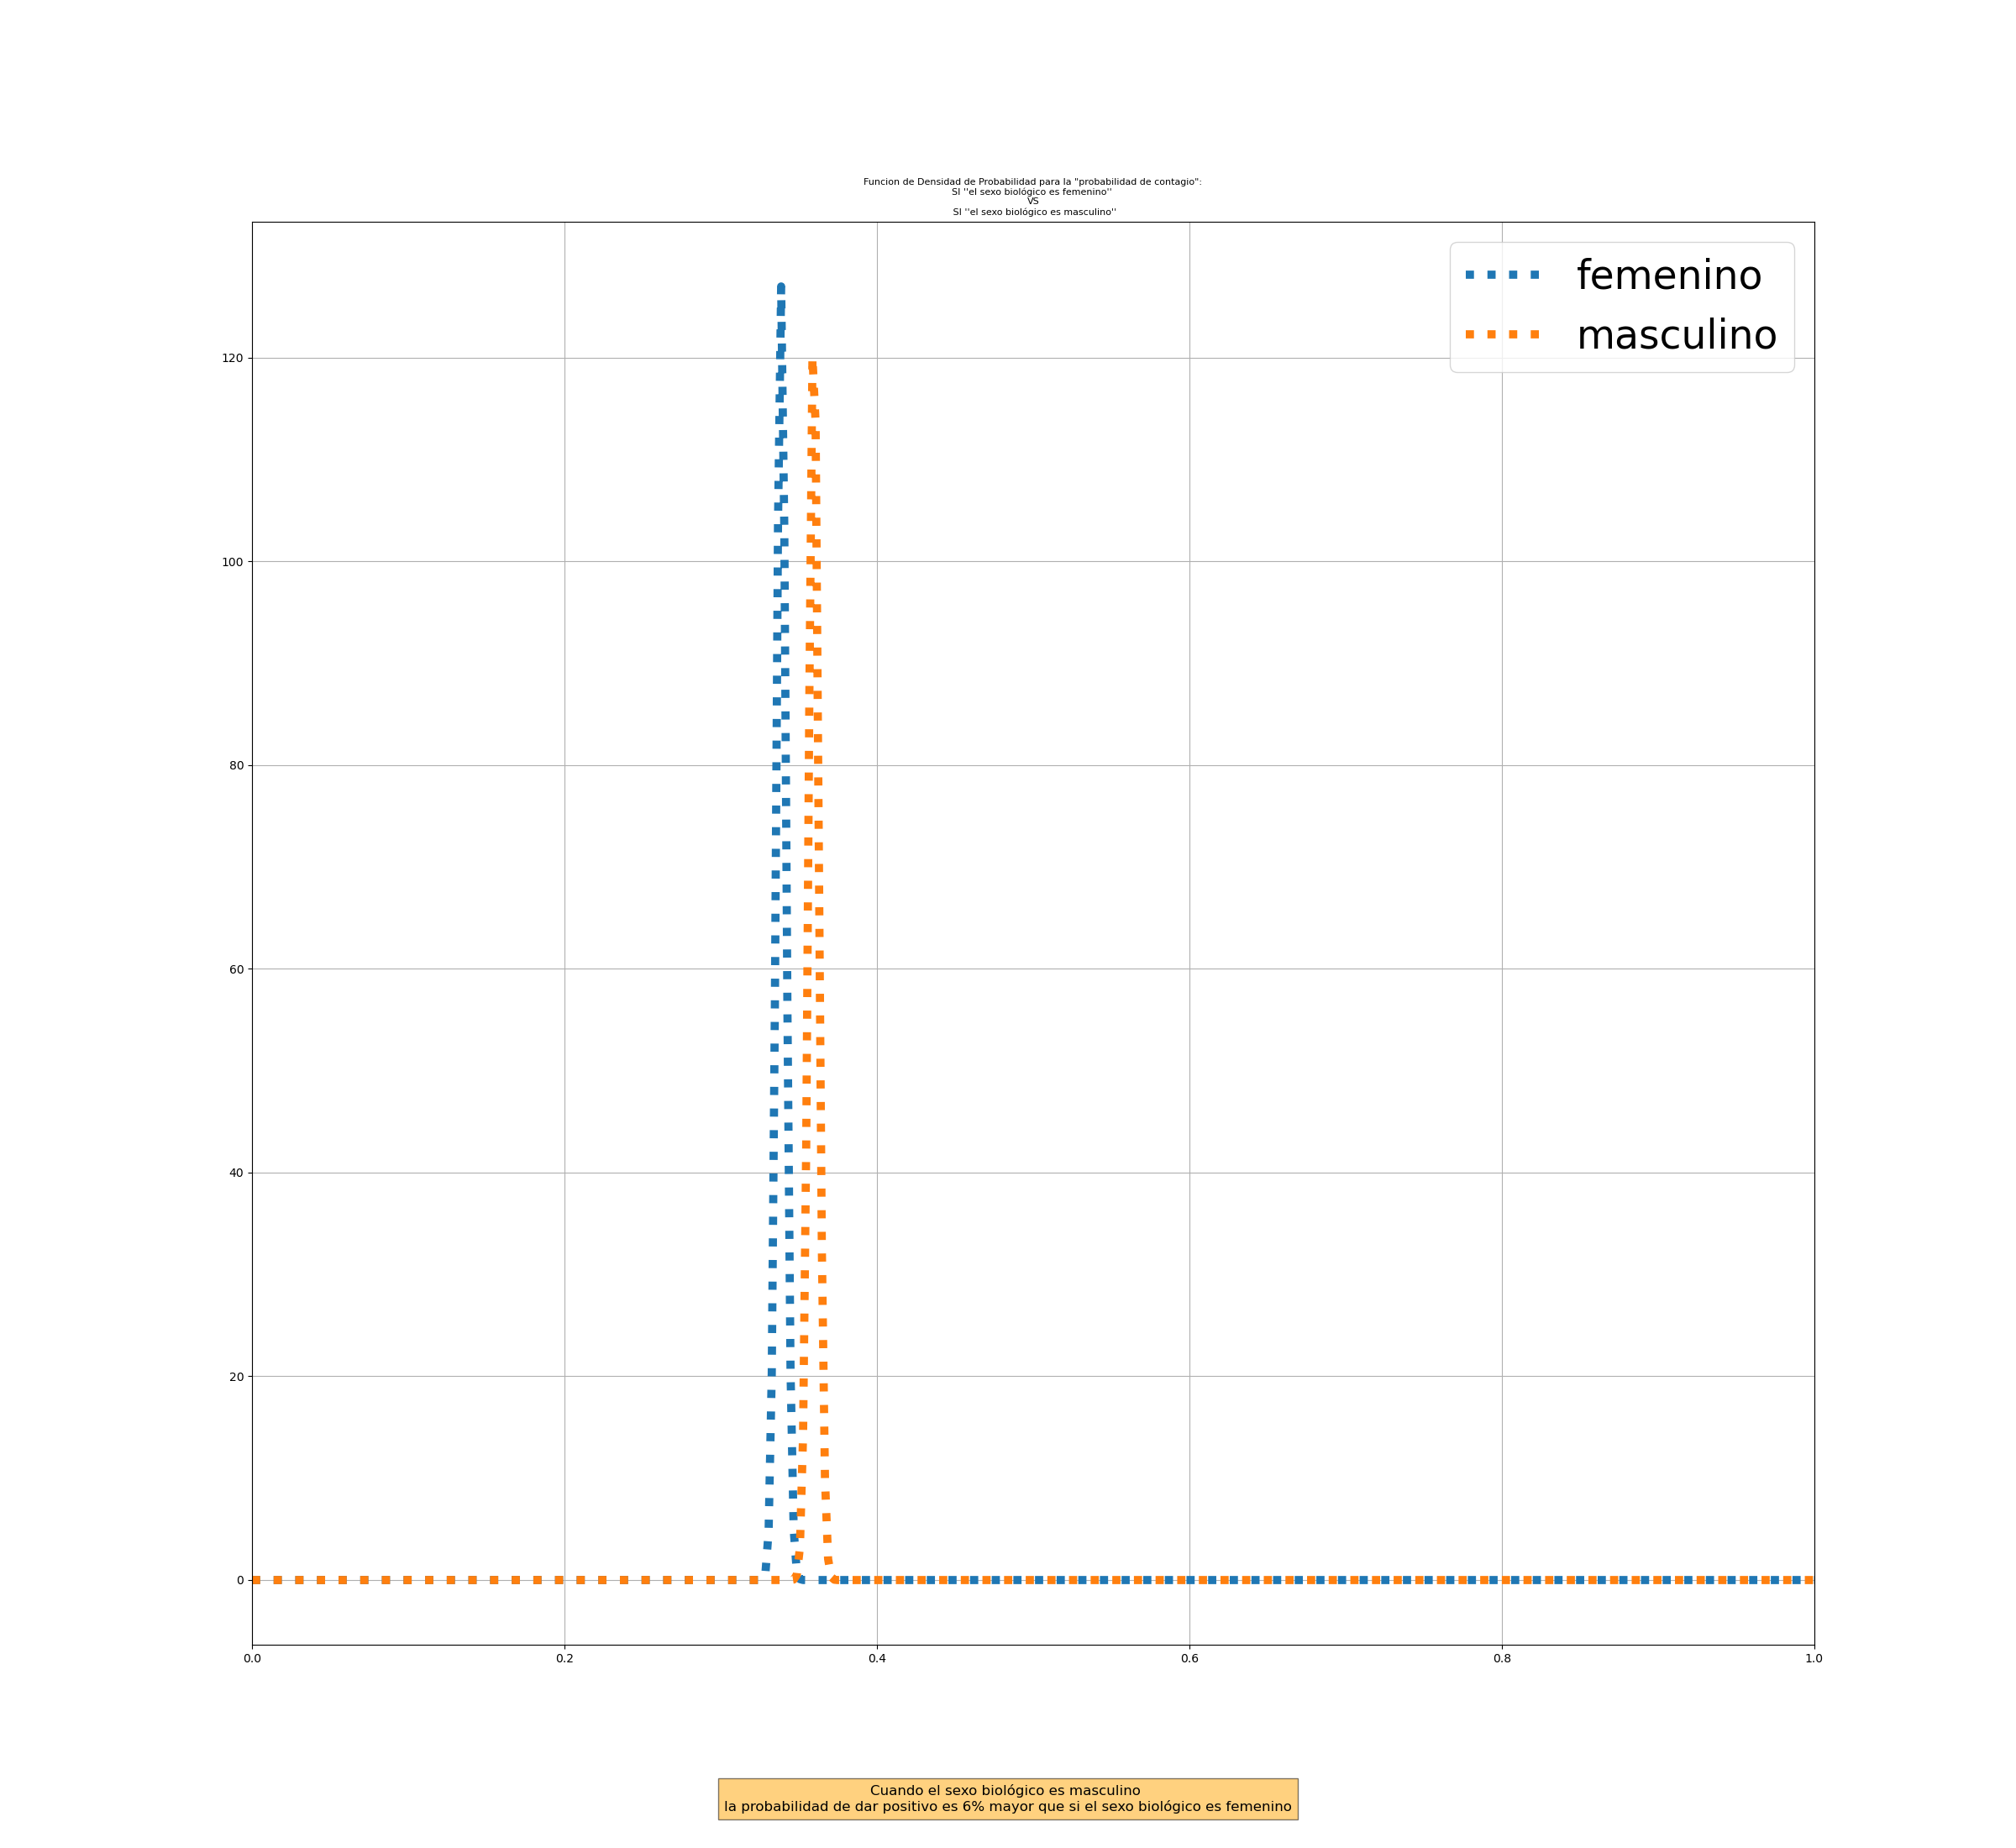 Funcion de Densidad de Probabilidad para la "probabilidad de contagio":
SI ''el sexo biológico es femenino''
VS
SI ''el sexo biológico es masculino''
femenino
masculino
120
100
80
60
40
20
0
0.0 0.2 0.4 0.6 0.8 1.0
Cuando el sexo biológico es masculino
la probabilidad de dar positivo es 6% mayor que si el sexo biológico es femenino